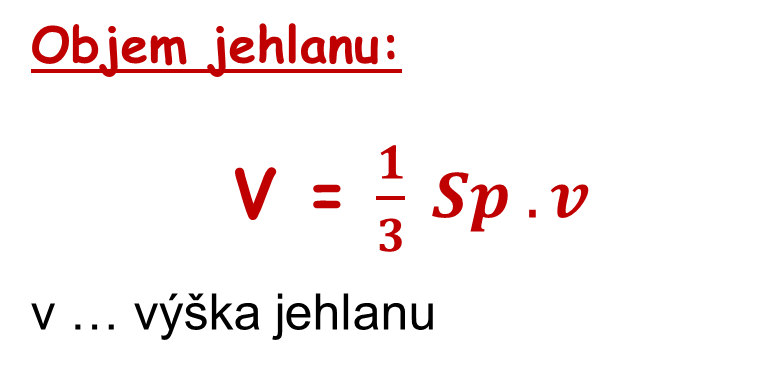 Objem jehlanu:
V = 1/3 Sp . v
v … výška jehlanu